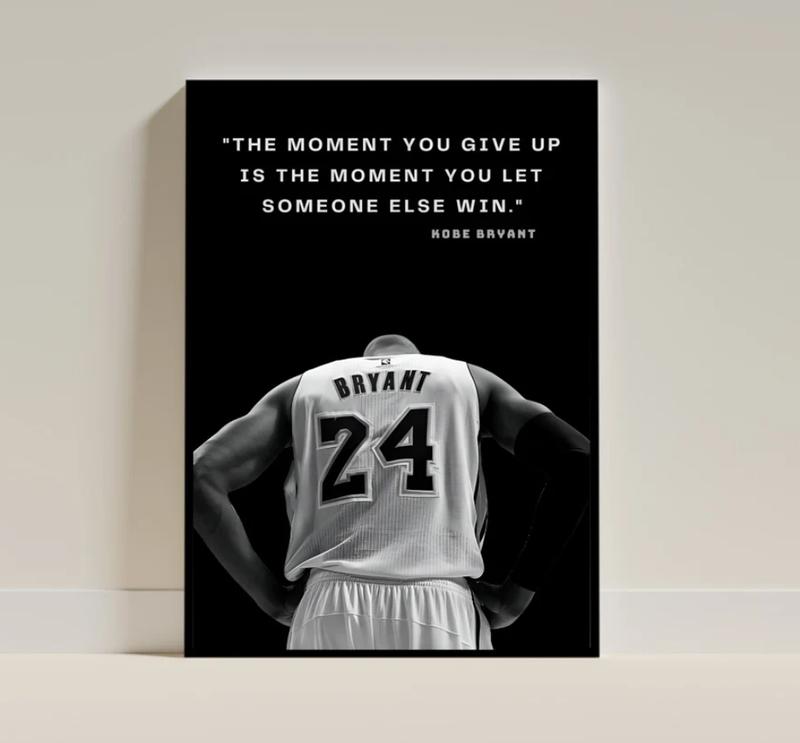 "THE MOMENT YOU GIVE UP
IS THE MOMENT YOU LET
SOMEONE ELSE WIN."
KOBE BRYANT
BRYANT
24